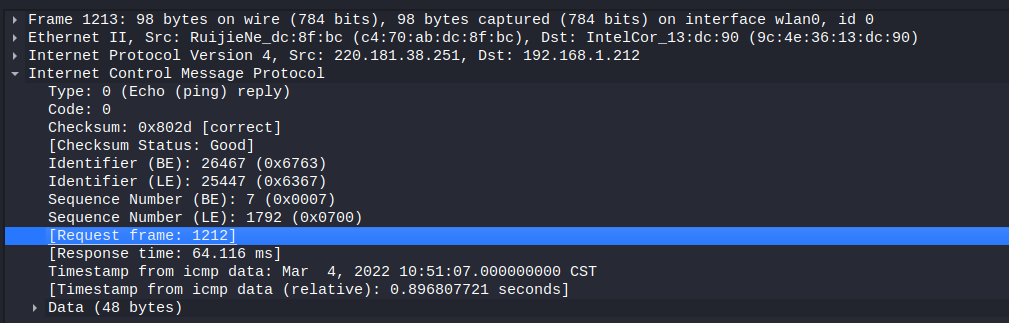 Frame 1213: 98 bytes on wire (784 bits), 98 bytes captured (784 bits) on interface wlan0, id 0
Ethernet II, Src: RuijieNe_dc:8f:bc (c4:70:ab:dc:8f:bc), Dst: IntelCor_13:dc:90 (9c:4e:36:13:dc:90)
Internet Protocol Version 4, Src: 220.181.38.251, Dst: 192.168.1.212
Internet Control Message Protocol
Type: 0 (Echo (ping) reply)
Code: 0
Checksum: 0x802d [correct]
[Checksum Status: Good]
Identifier (BE): 26467 (0x6763)
Identifier (LE): 25447 (0x6367)
Sequence Number (BE): 7 (0x0007)
Sequence Number (LE): 1792 (0x0700)
[Request frame: 1212]
[Response time: 64.116 ms]
Timestamp from icmp data: Mar  4, 2022 10:51:07.000000000 CST
[Timestamp from icmp data (relative): 0.896807721 seconds]
Data (48 bytes)